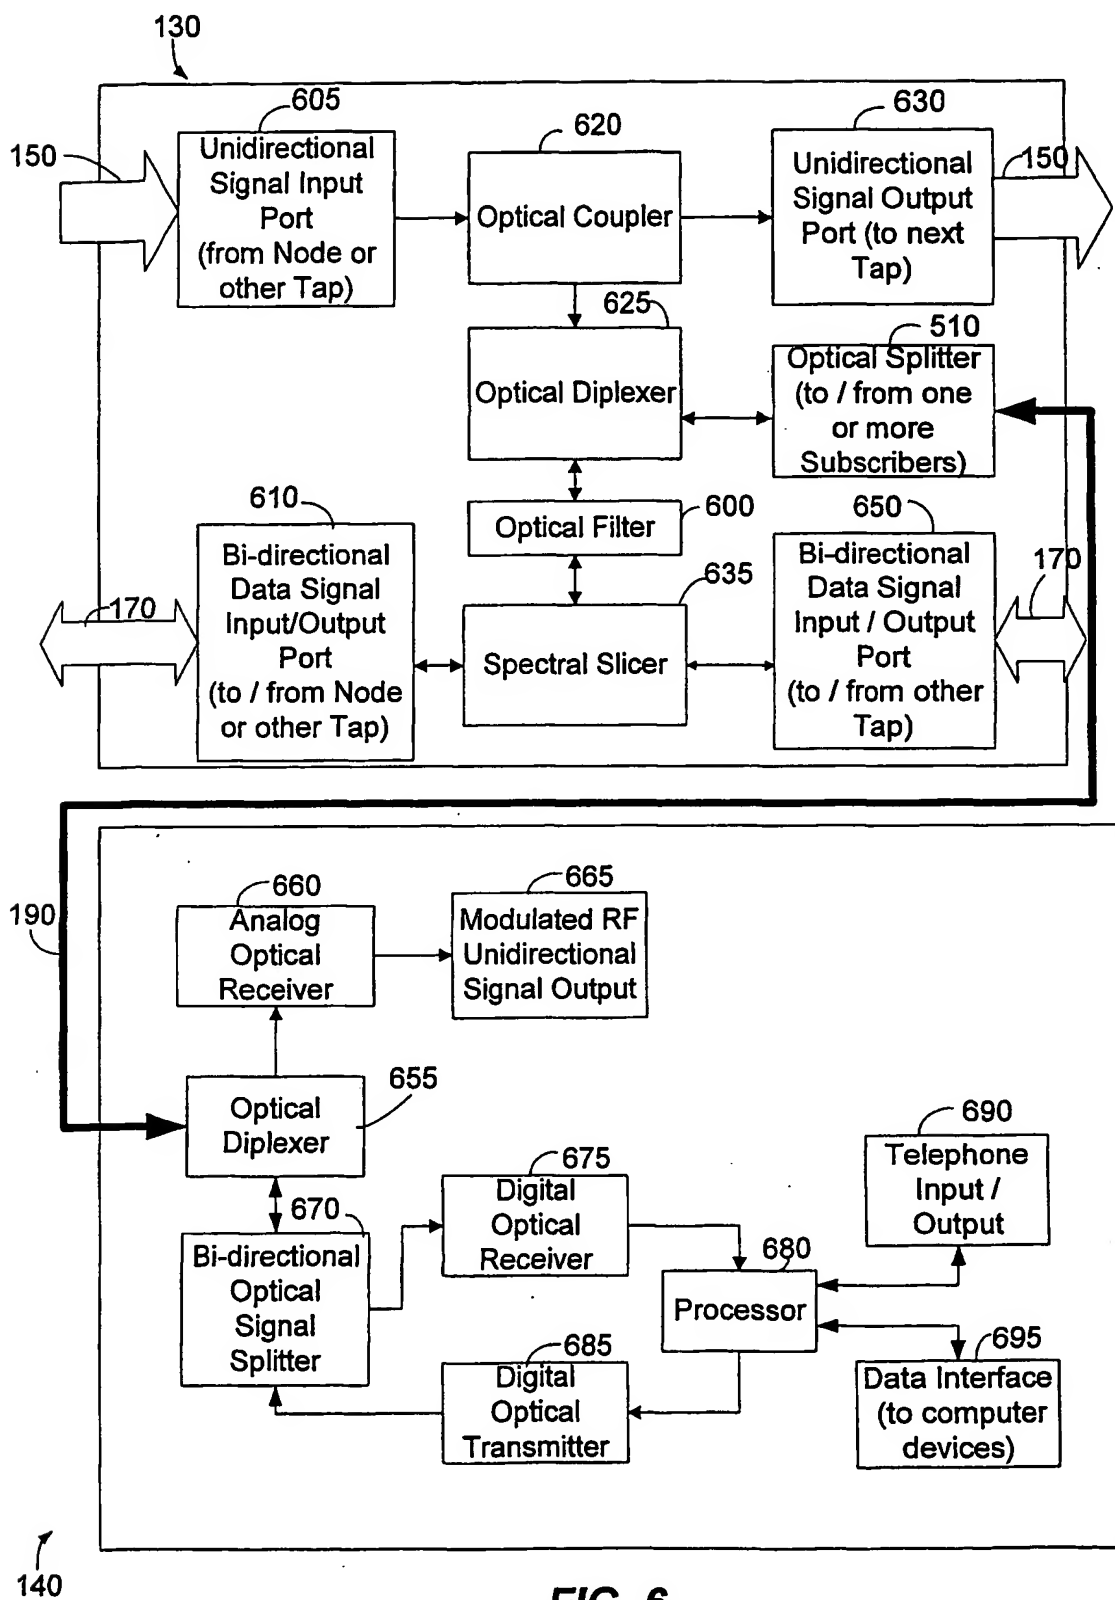 130
605
620
630
150
Unidirectional
Signal Input
Port
(from Node or
other Tap)
Optical Coupler
Unidirectional
Signal Output
Port (to next
Tap)
150
625
510
Optical Diplexer
Optical Splitter
(to / from one
or more
Subscribers)
610
Optical Filter
600
650
635
Bi-directional
Data Signal
Input/Output
Port
(to / from Node
or other Tap)
170
Spectral Slicer
Bi-directional
Data Signal
Input / Output
Port
(to / from other
Tap)
170
190
660
665
Analog
Optical
Receiver
Modulated RF
Unidirectional
Signal Output
Optical
Diplexer
655
690
675
Telephone
Input /
Output
670
Digital
Optical
Receiver
Bi-directional
Optical
Signal
Splitter
680
Processor
685
695
Digital
Optical
Transmitter
Data Interface
(to computer
devices)
140
FIG. 6